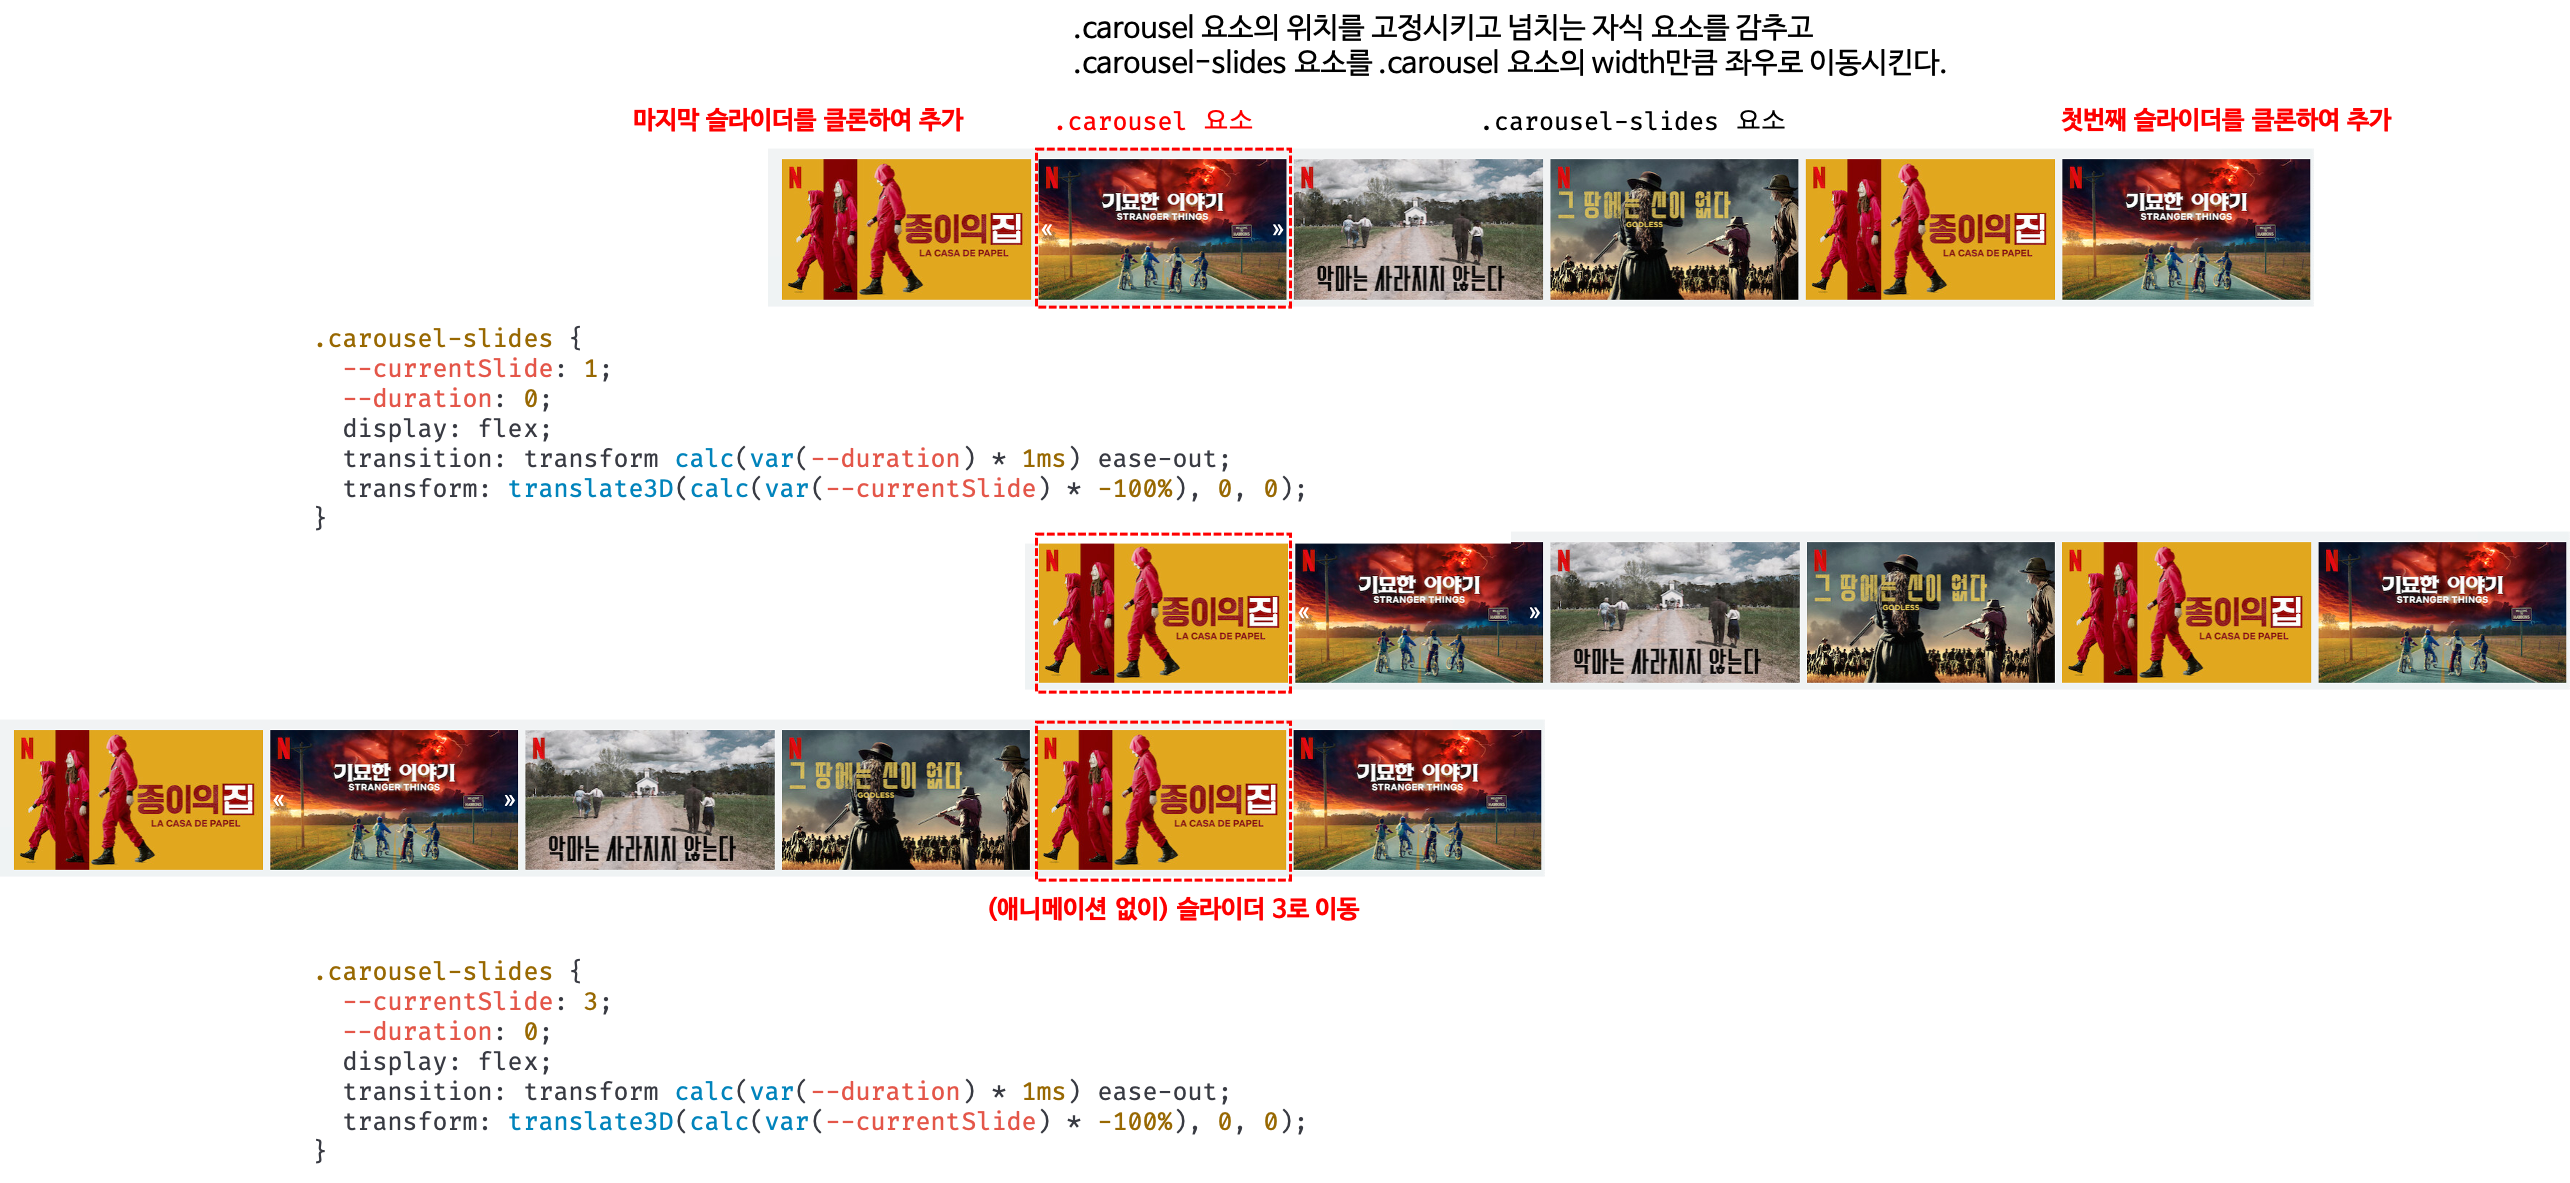 .carousel 요소의 위치를 고정시키고 넘치는 자식 요소를 감추고
.carousel-slides 요소를 .carousel 요소의 width만큼 좌우로 이동시킨다.
마지막 슬라이더를 클론하여 추가
.carousel 요소
.carousel-slides 요소
첫번째 슬라이더를 클론하여 추가
N
종이의 집
LA CASA DE PAPEL
N
기묘한 이야기
STRANGER THINGS
« »
N
악마는 사라지지 않는다
N
그 땅에는 신이 없다
GODLESS
N
종이의 집
LA CASA DE PAPEL
N
기묘한 이야기
STRANGER THINGS
.carousel-slides {
--currentSlide: 1;
--duration: 0;
display: flex;
transition: transform calc(var(--duration) * 1ms) ease-out;
transform: translate3D(calc(var(--currentSlide) * -100%), 0, 0);
}
N
종이의 집
LA CASA DE PAPEL
N
기묘한 이야기
STRANGER THINGS
« »
N
악마는 사라지지 않는다
N
그 땅에는 신이 없다
GODLESS
N
종이의 집
LA CASA DE PAPEL
N
기묘한 이야기
STRANGER THINGS
N
종이의 집
LA CASA DE PAPEL
N
기묘한 이야기
STRANGER THINGS
« »
N
악마는 사라지지 않는다
N
그 땅에는 신이 없다
GODLESS
N
종이의 집
LA CASA DE PAPEL
N
기묘한 이야기
STRANGER THINGS
(애니메이션 없이) 슬라이더 3로 이동
.carousel-slides {
--currentSlide: 3;
--duration: 0;
display: flex;
transition: transform calc(var(--duration) * 1ms) ease-out;
transform: translate3D(calc(var(--currentSlide) * -100%), 0, 0);
}